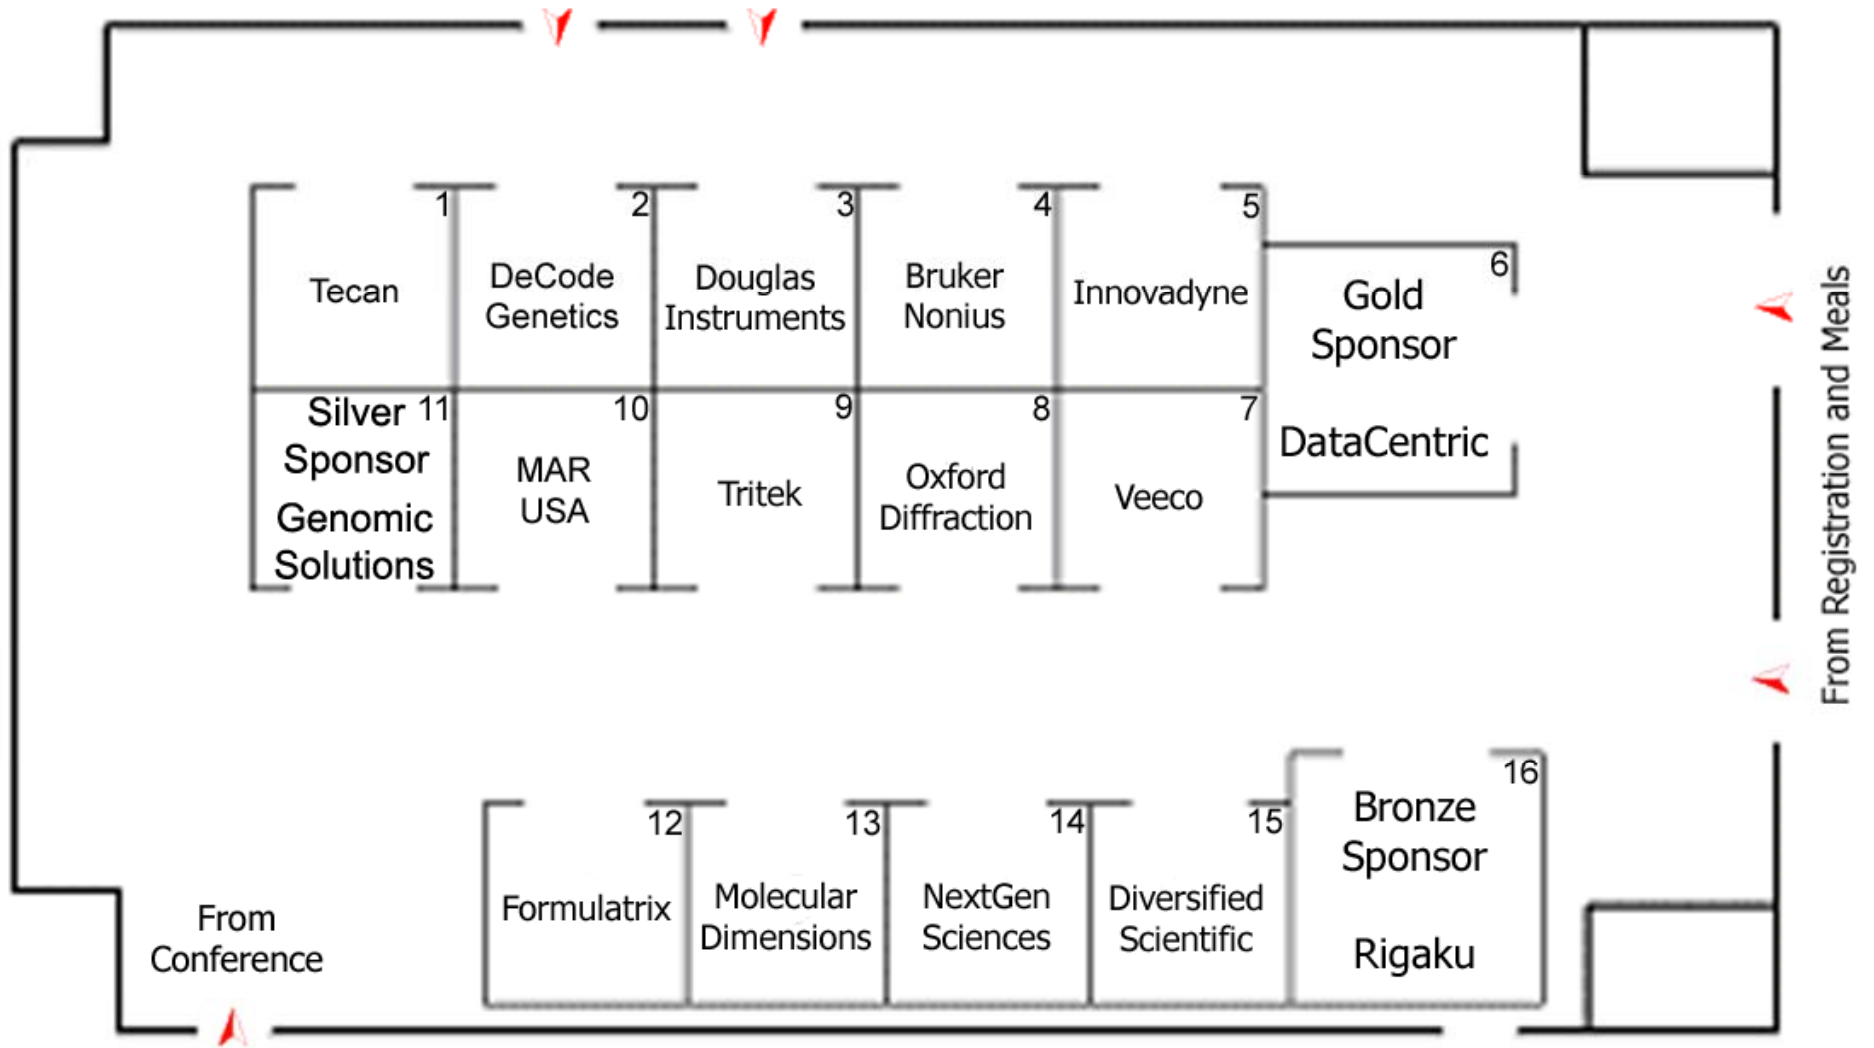 1
Tecan
2
DeCode
Genetics
3
Douglas
Instruments
4
Bruker
Nonius
5
Innovadyne
6
Gold
Sponsor
DataCentric
11
Silver
Sponsor
Genomic
Solutions
10
MAR
USA
9
Tritek
8
Oxford
Diffraction
7
Veeco
From Registration and Meals
12
Formulatrix
13
Molecular
Dimensions
14
NextGen
Sciences
15
Diversified
Scientific
16
Bronze
Sponsor
Rigaku
From
Conference